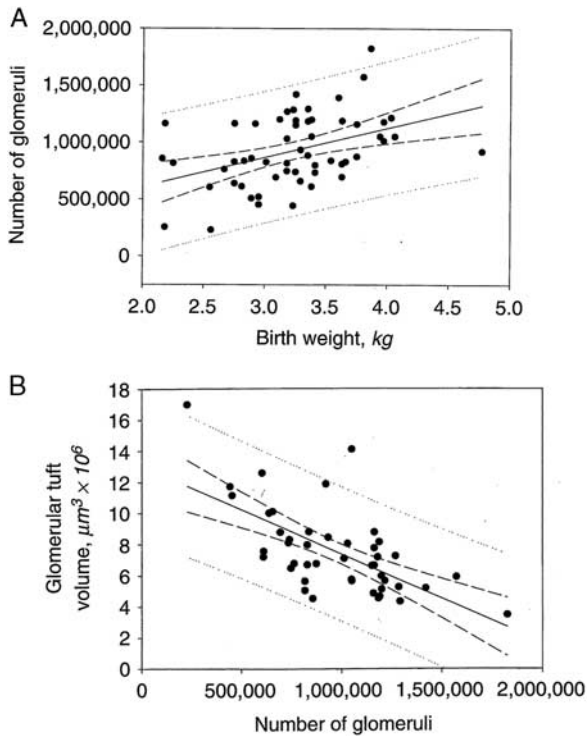 A
Number of glomeruli
2,000,000
1,500,000
1,000,000
500,000
0
2.0 2.5 3.0 3.5 4.0 4.5 5.0
Birth weight, kg
B
Glomerular tuft
volume, μm³ × 10⁶
18
16
14
12
10
8
6
4
2
0
0 500,000 1,000,000 1,500,000 2,000,000
Number of glomeruli